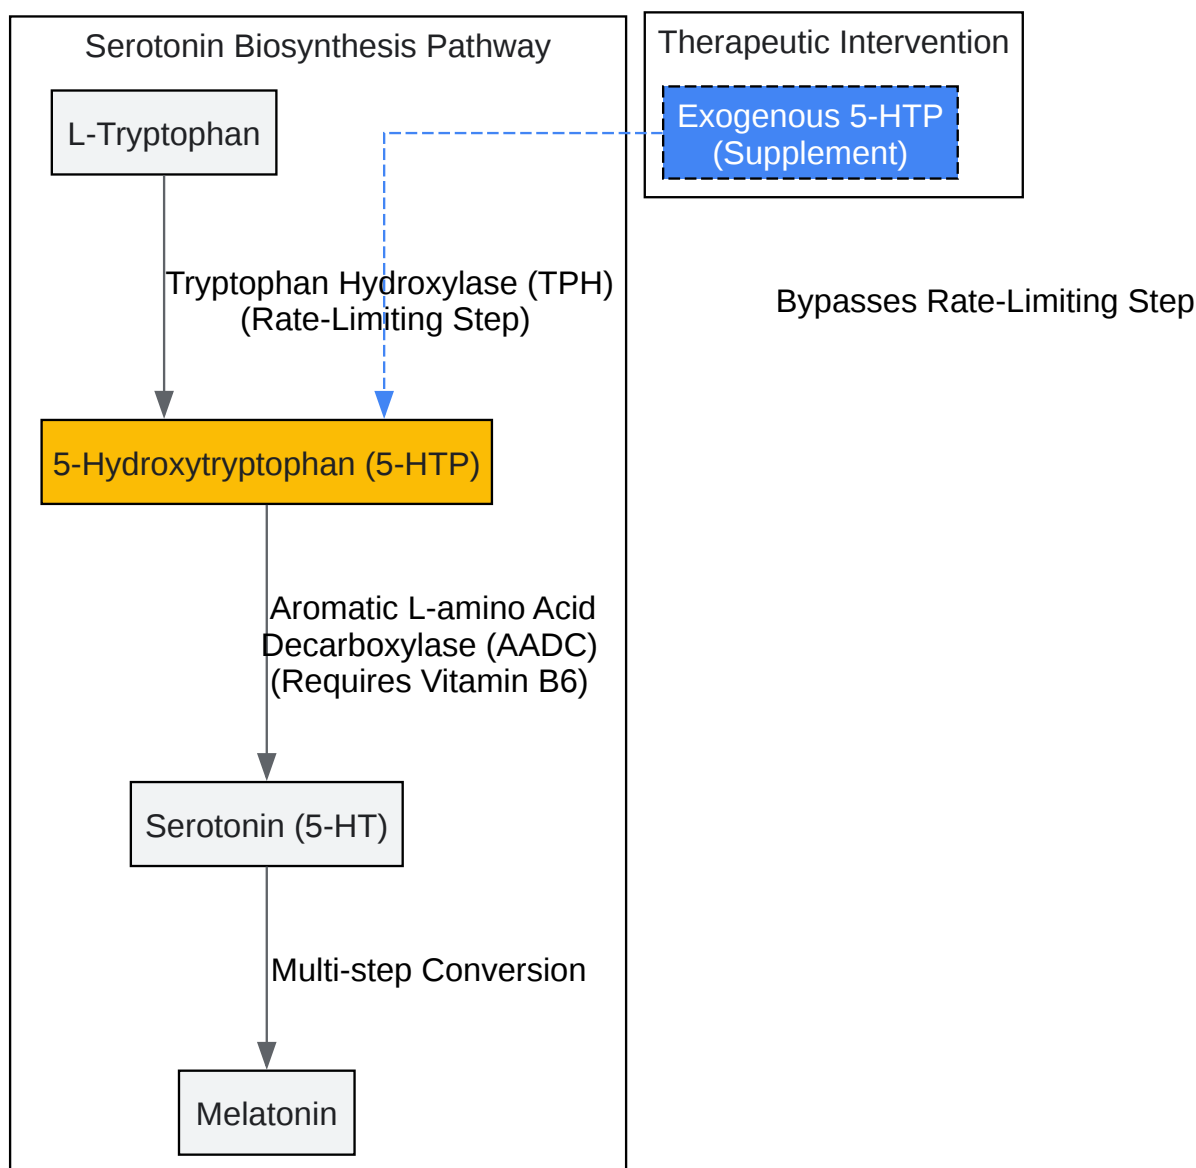 Serotonin Biosynthesis Pathway
L-Tryptophan
Therapeutic Intervention
Exogenous 5-HTP
(Supplement)
Tryptophan Hydroxylase (TPH)
(Rate-Limiting Step)
Bypasses Rate-Limiting Step
5-Hydroxytryptophan (5-HTP)
Aromatic L-amino Acid
Decarboxylase (AADC)
(Requires Vitamin B6)
Serotonin (5-HT)
Multi-step Conversion
Melatonin